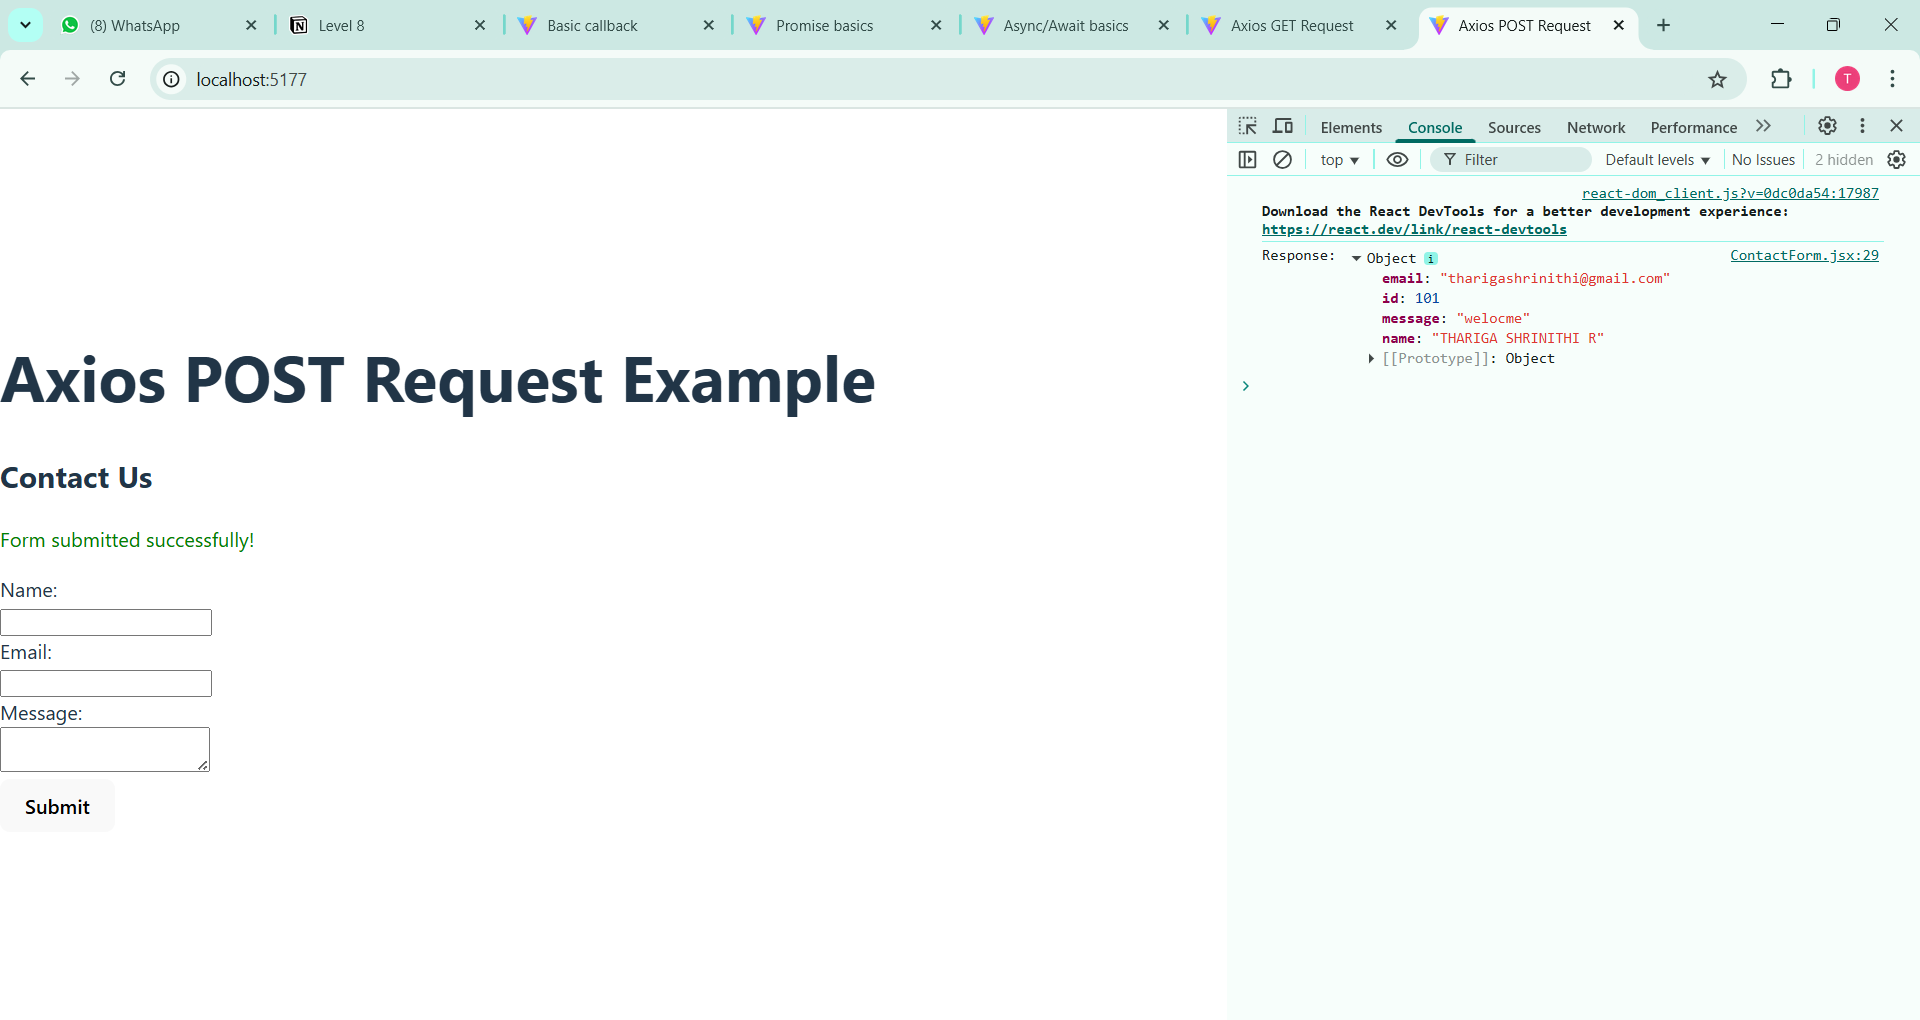 (8) WhatsApp
Level 8
Basic callback
Promise basics
Async/Await basics
Axios GET Request
Axios POST Request
localhost:5177
T
Elements Console Sources Network Performance
top Filter Default levels No Issues 2 hidden
react-dom_client.js?v=0dc0da54:17987
Download the React DevTools for a better development experience:
https://react.dev/link/react-devtools
Response: Object i ContactForm.jsx:29
email: "tharigashrinithi@gmail.com"
id: 101
message: "welocme"
name: "THARIGA SHRINITHI R"
[[Prototype]]: Object
Axios POST Request Example
Contact Us
Form submitted successfully!
Name:
Email:
Message:
Submit